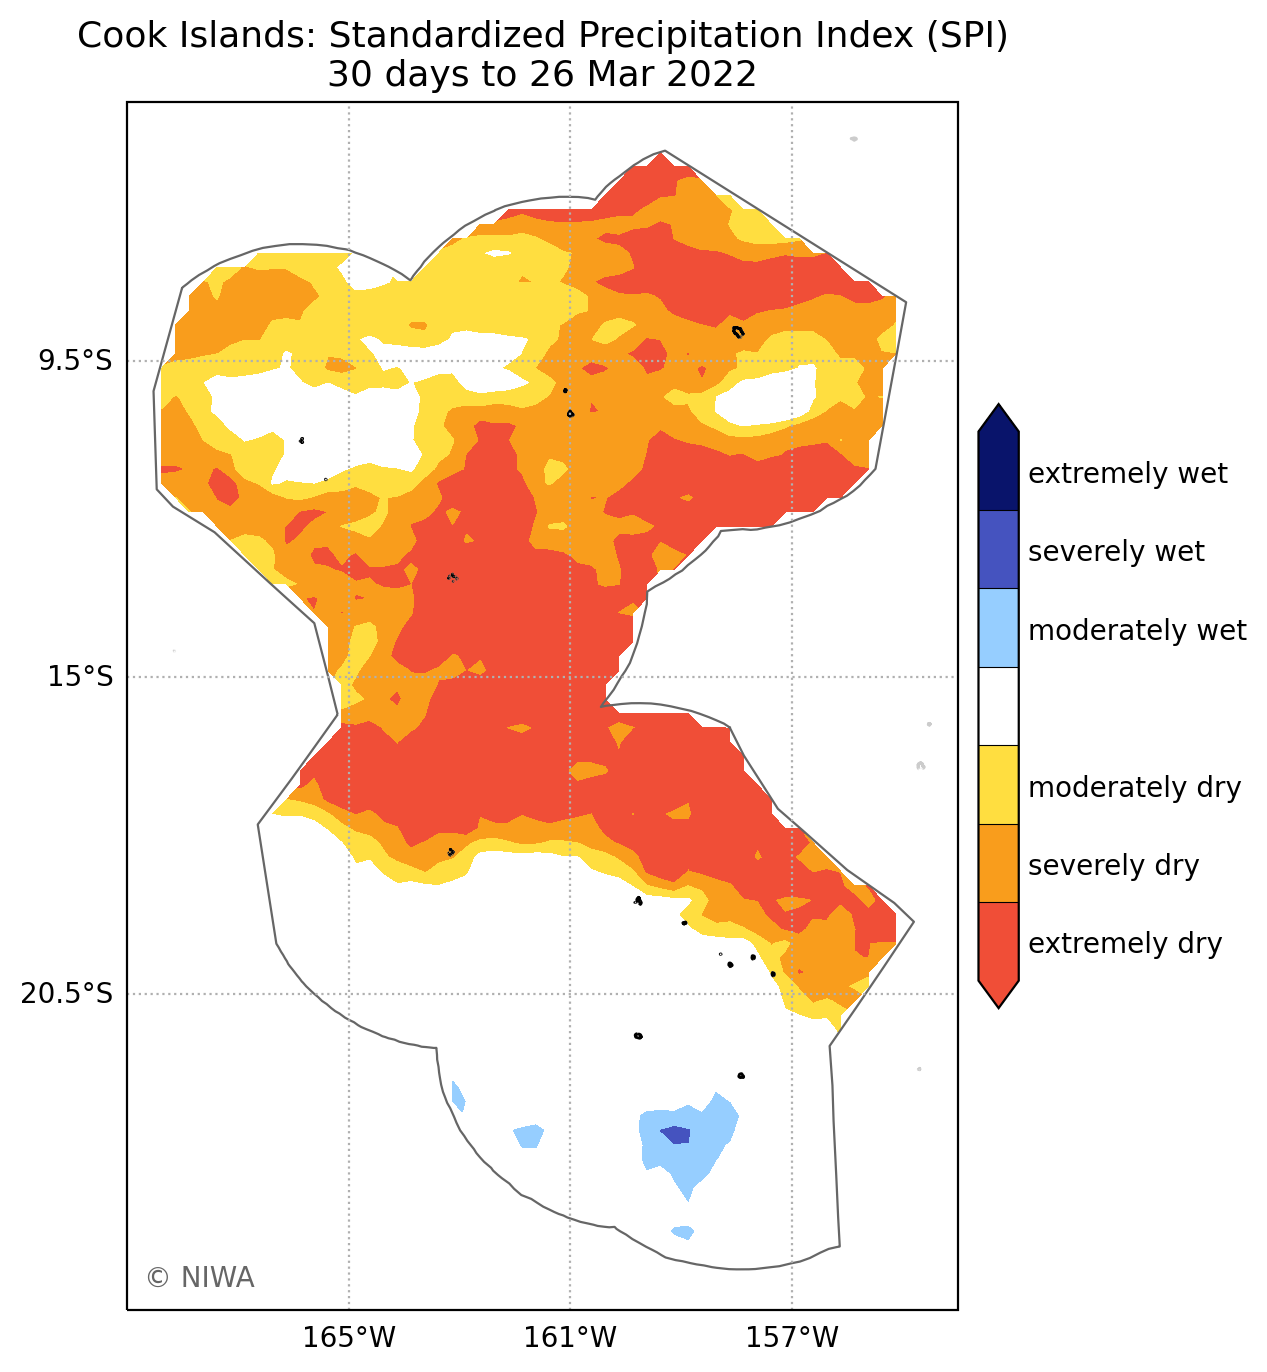 Cook Islands: Standardized Precipitation Index (SPI)
30 days to 26 Mar 2022
9.5°S
15°S
20.5°S
165°W
161°W
157°W
extremely wet
severely wet
moderately wet
moderately dry
severely dry
extremely dry
© NIWA